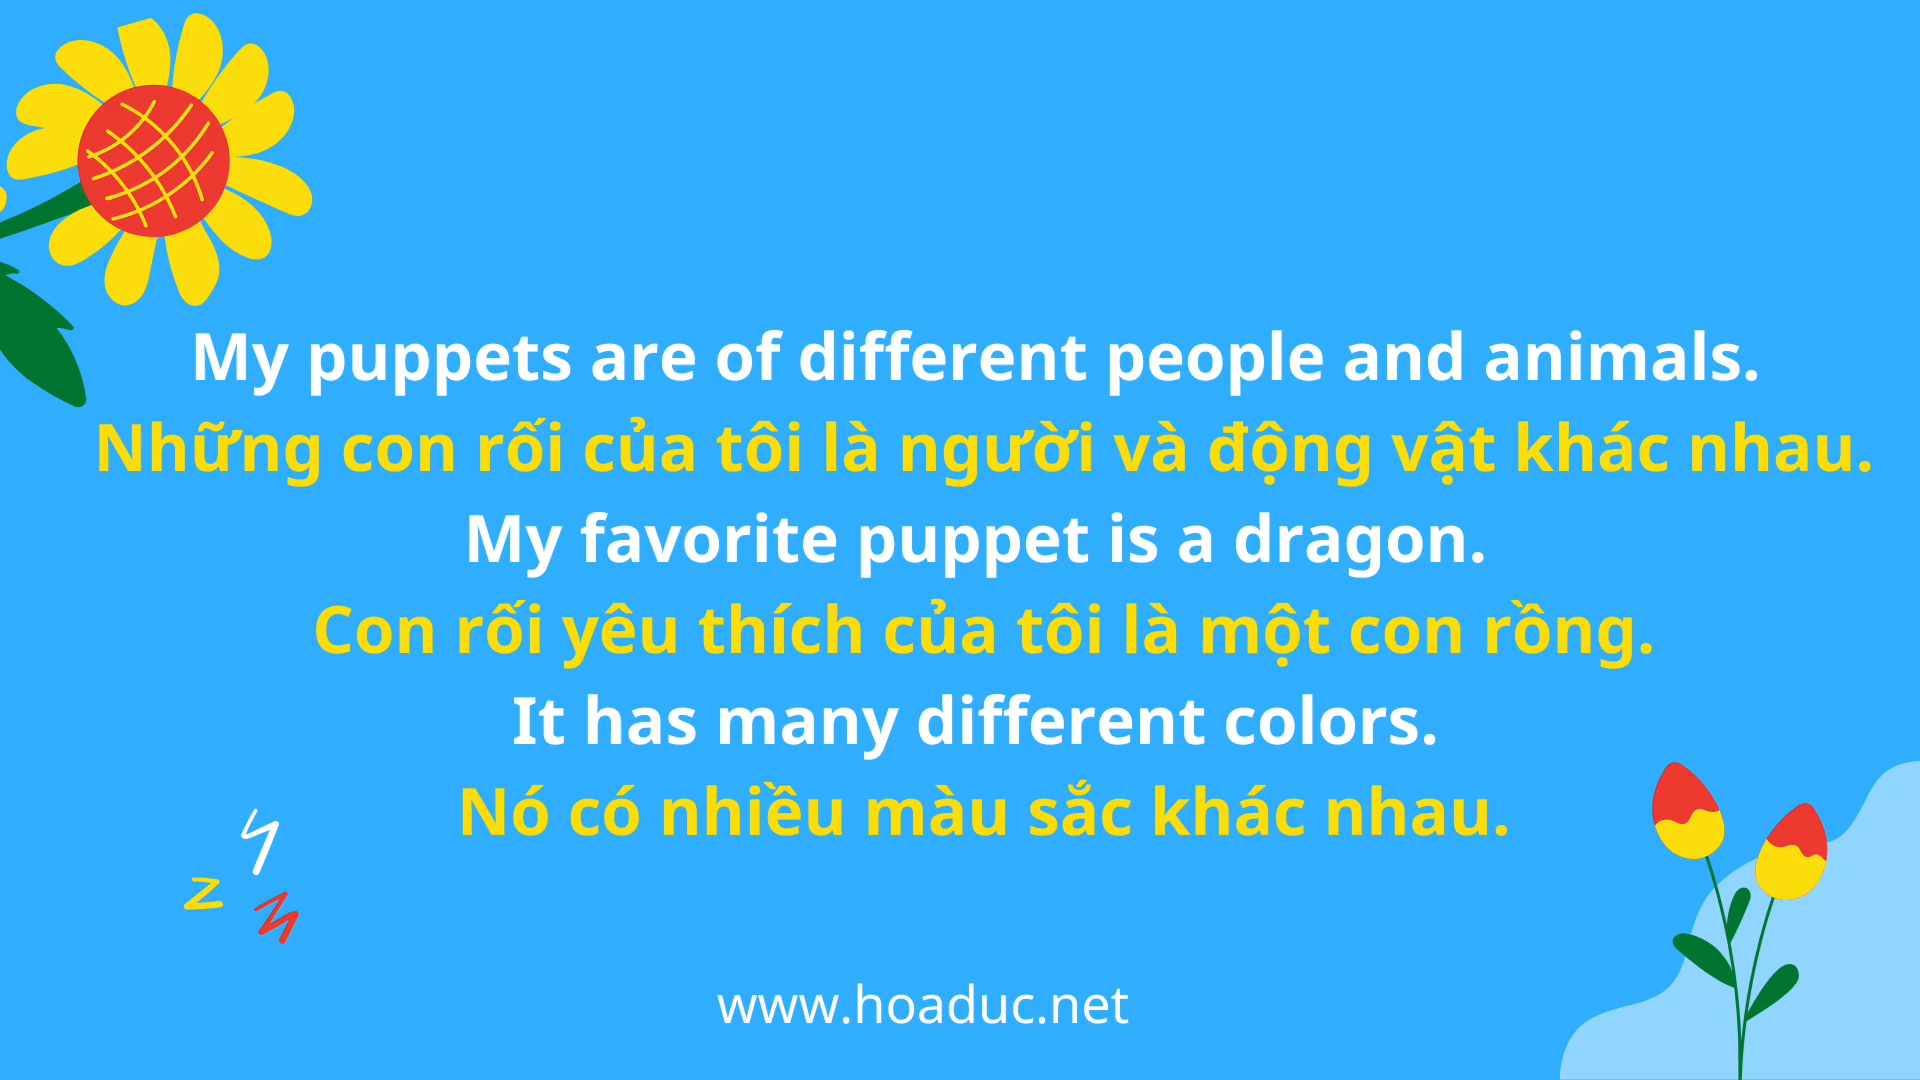 My puppets are of different people and animals.
Những con rối của tôi là người và động vật khác nhau.
My favorite puppet is a dragon.
Con rối yêu thích của tôi là một con rồng.
It has many different colors.
Nó có nhiều màu sắc khác nhau.
www.hoaduc.net